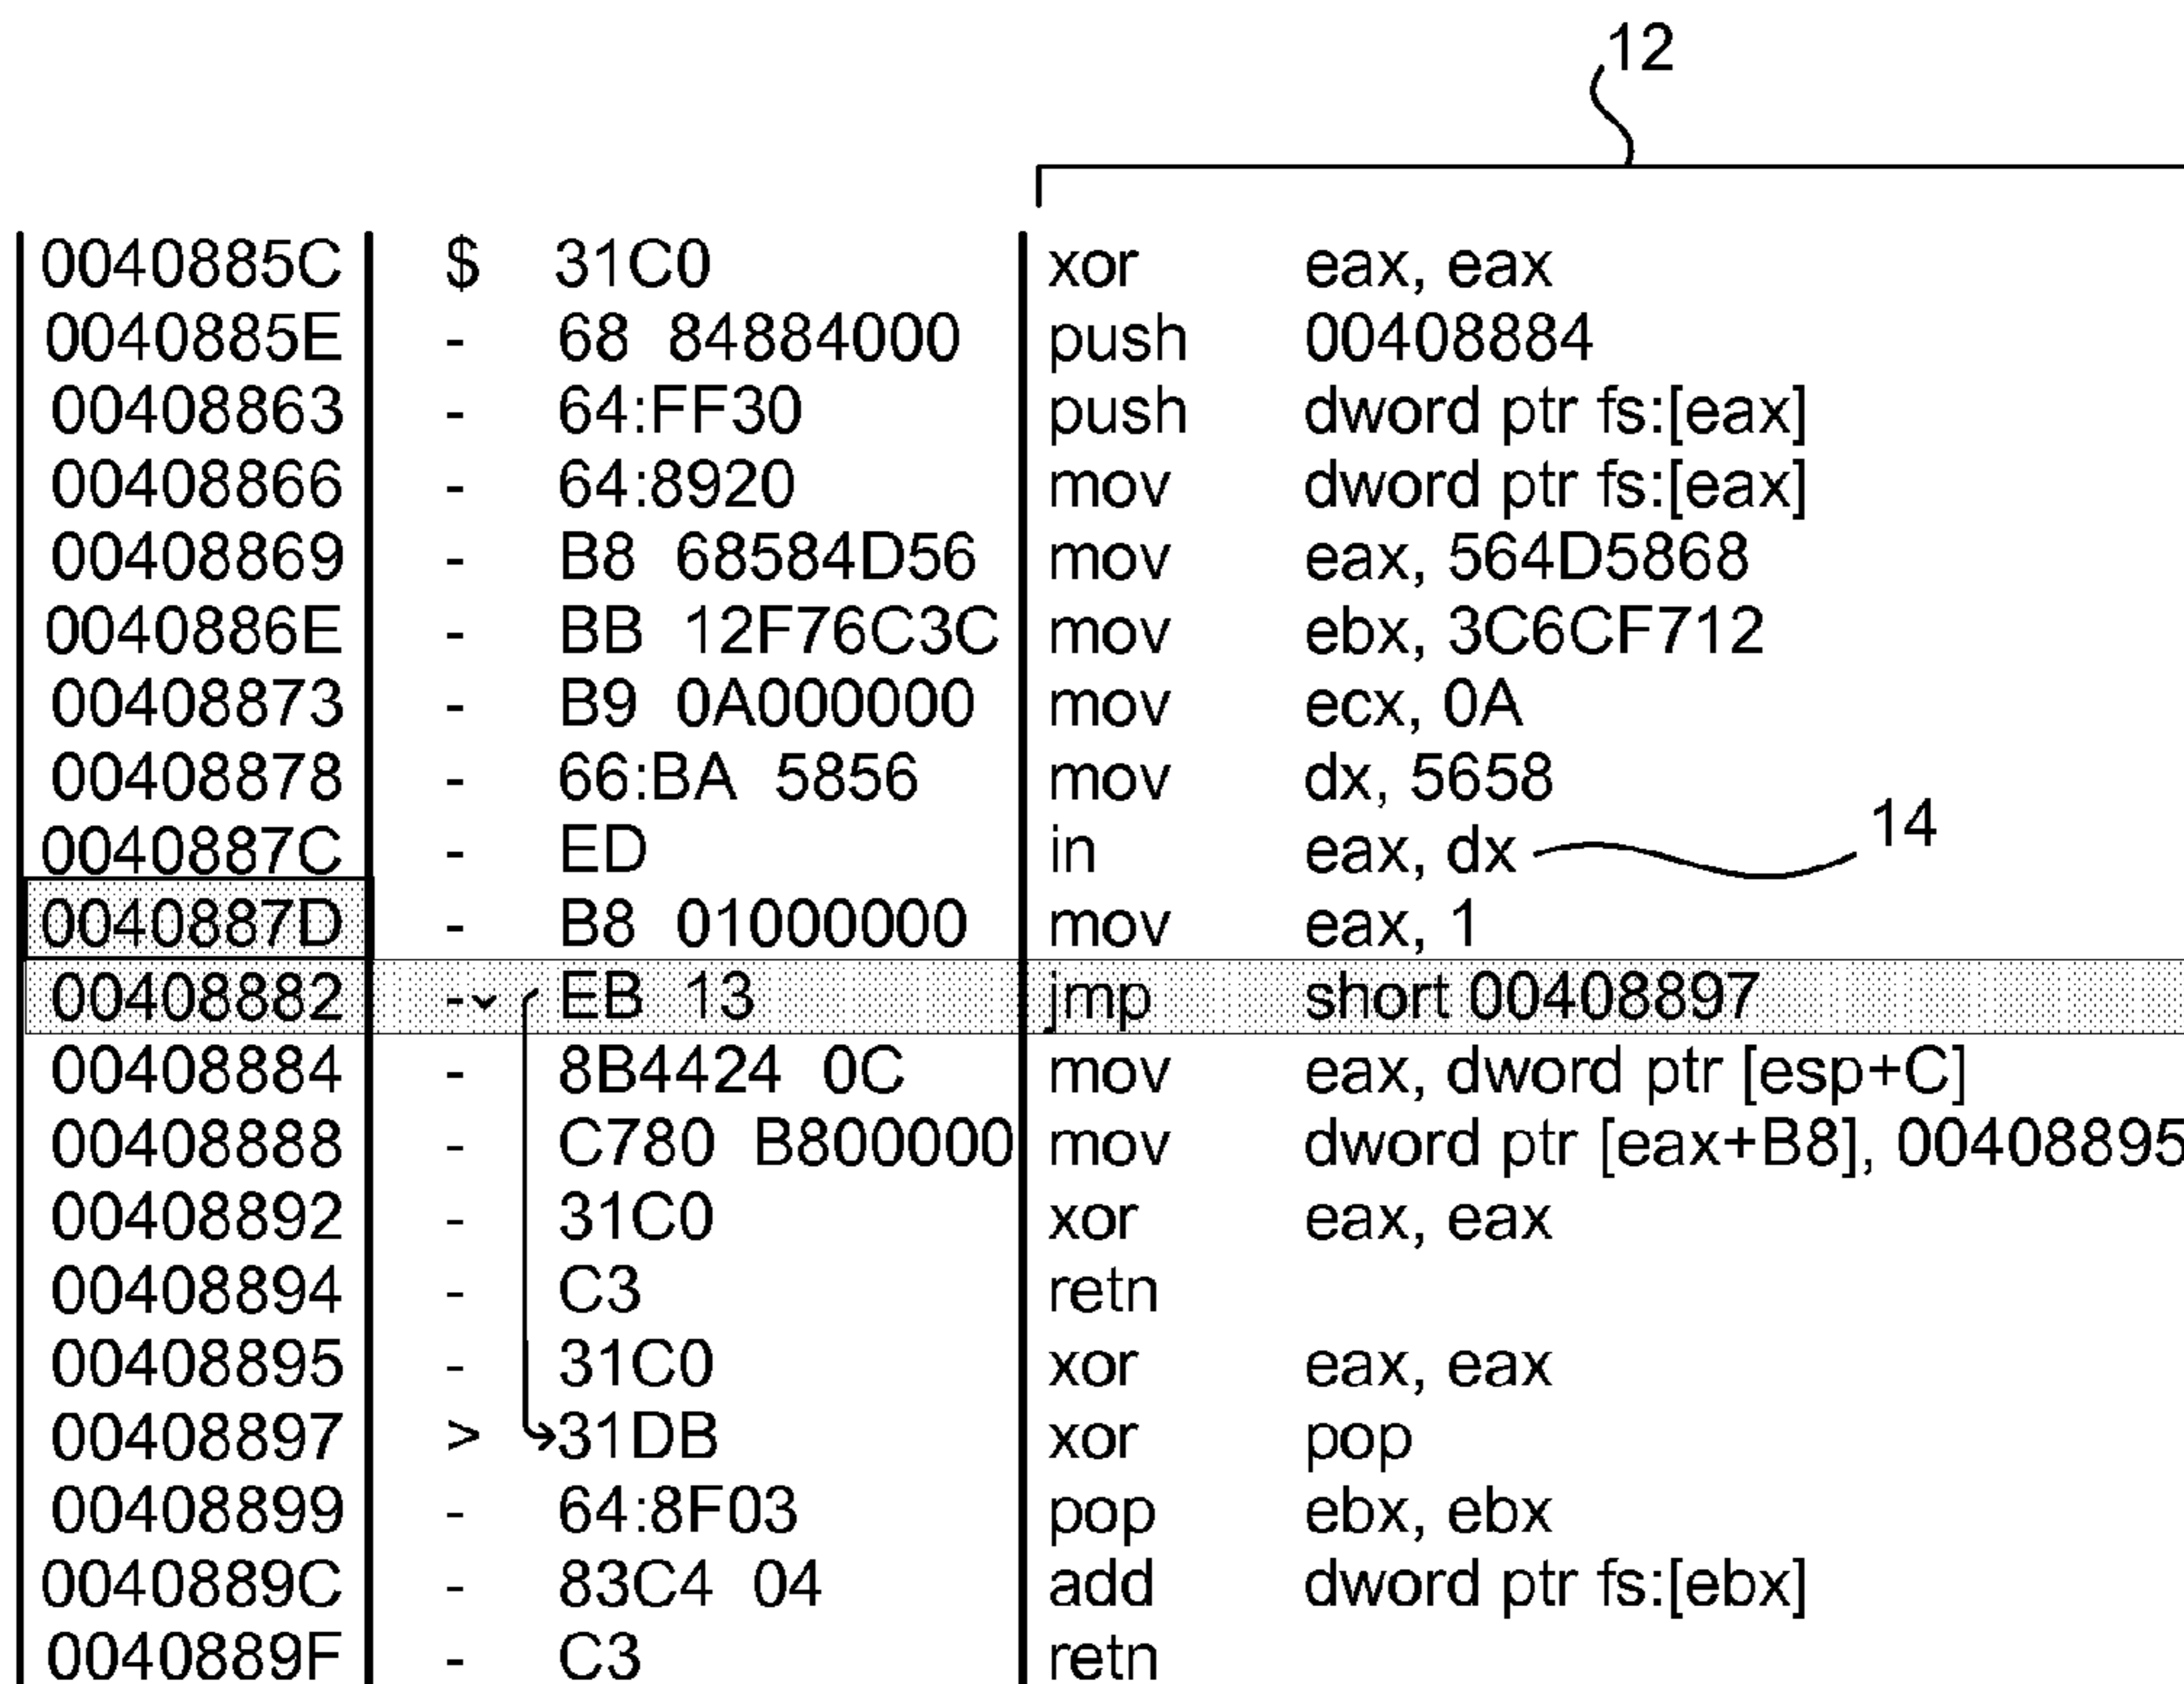 12
0040885C $ 31C0 xor eax, eax
0040885E - 68 84884000 push 00408884
00408863 - 64:FF30 push dword ptr fs:[eax]
00408866 - 64:8920 mov dword ptr fs:[eax]
00408869 - B8 68584D56 mov eax, 564D5868
0040886E - BB 12F76C3C mov ebx, 3C6CF712
00408873 - B9 0A000000 mov ecx, 0A
00408878 - 66:BA 5856 mov dx, 5658
0040887C - ED in eax, dx 14
0040887D - B8 01000000 mov eax, 1
00408882 - EB 13 jmp short 00408897
00408884 - 8B4424 0C mov eax, dword ptr [esp+C]
00408888 - C780 B800000 mov dword ptr [eax+B8], 00408895
00408892 - 31C0 xor eax, eax
00408894 - C3 retn
00408895 - 31C0 xor eax, eax
00408897 > 31DB xor pop
00408899 - 64:8F03 pop ebx, ebx
0040889C - 83C4 04 add dword ptr fs:[ebx]
0040889F - C3 retn